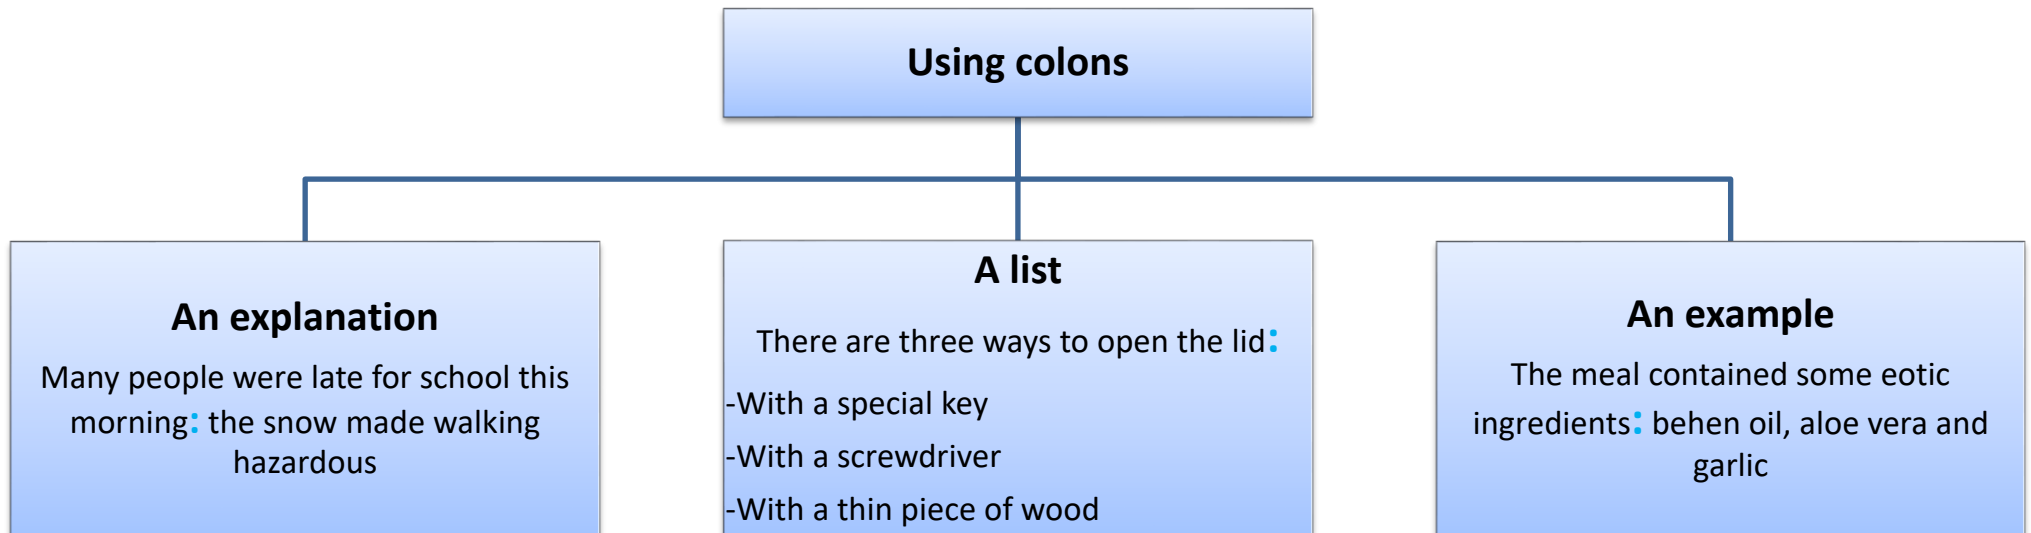 Using colons
An explanation
Many people were late for school this
morning: the snow made walking
hazardous
A list
There are three ways to open the lid:
-With a special key
-With a screwdriver
-With a thin piece of wood
An example
The meal contained some eotic
ingredients: behen oil, aloe vera and
garlic